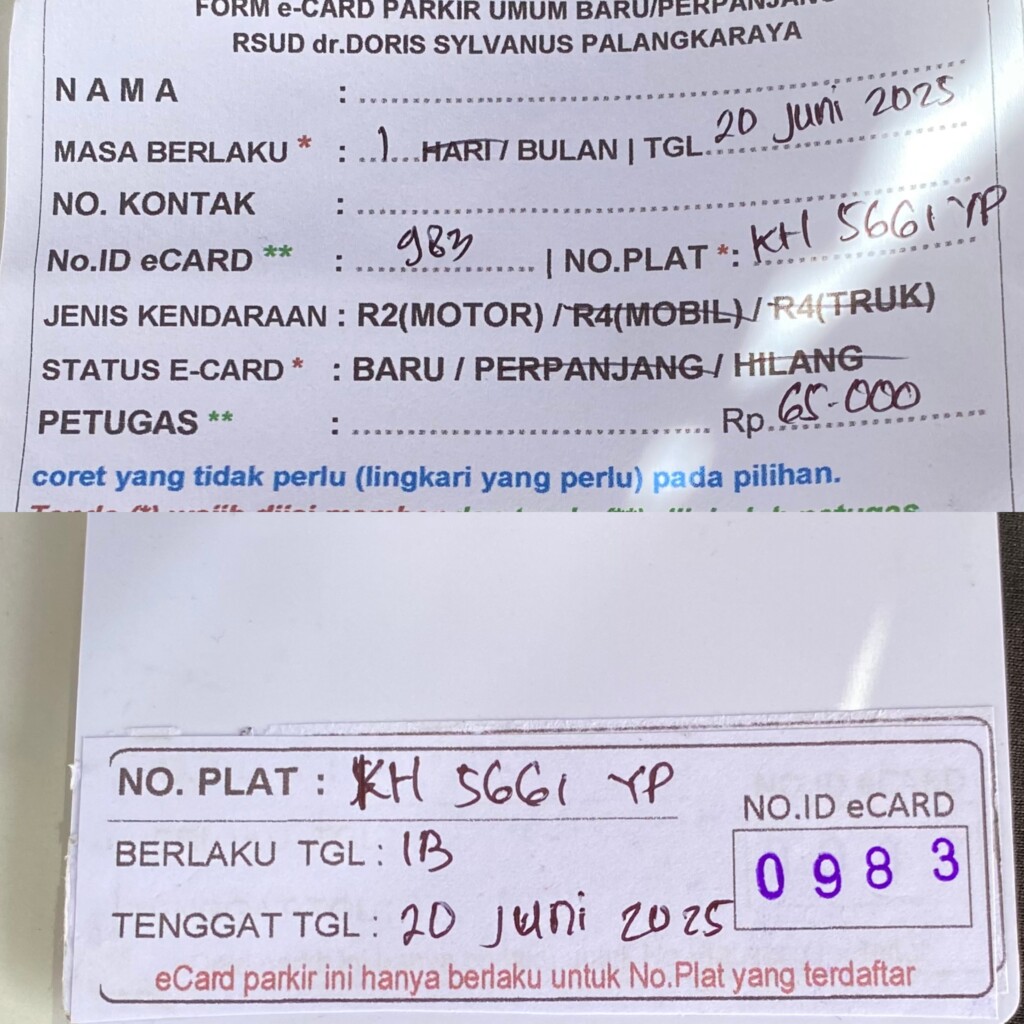 FORM e-CARD PARKIR UMUM BARU/PERPANJANG
RSUD dr.DORIS SYLVANUS PALANGKARAYA
NAMA : ....................
MASA BERLAKU * : ..1... HARI / BULAN | TGL. 20 Juni 2025
NO. KONTAK : ....................
No.ID eCARD ** : 983 | NO.PLAT *: KH 5661 YP
JENIS KENDARAAN : R2(MOTOR) / R4(MOBIL) / R4(TRUK)
STATUS E-CARD * : BARU / PERPANJANG / HILANG
PETUGAS ** : .................... Rp. 65.000
coret yang tidak perlu (lingkari yang perlu) pada pilihan.
NO. PLAT : KH 5661 YP
BERLAKU TGL : 1B
TENGGAT TGL : 20 Juni 2025
NO.ID eCARD
0983
eCard parkir ini hanya berlaku untuk No.Plat yang terdaftar